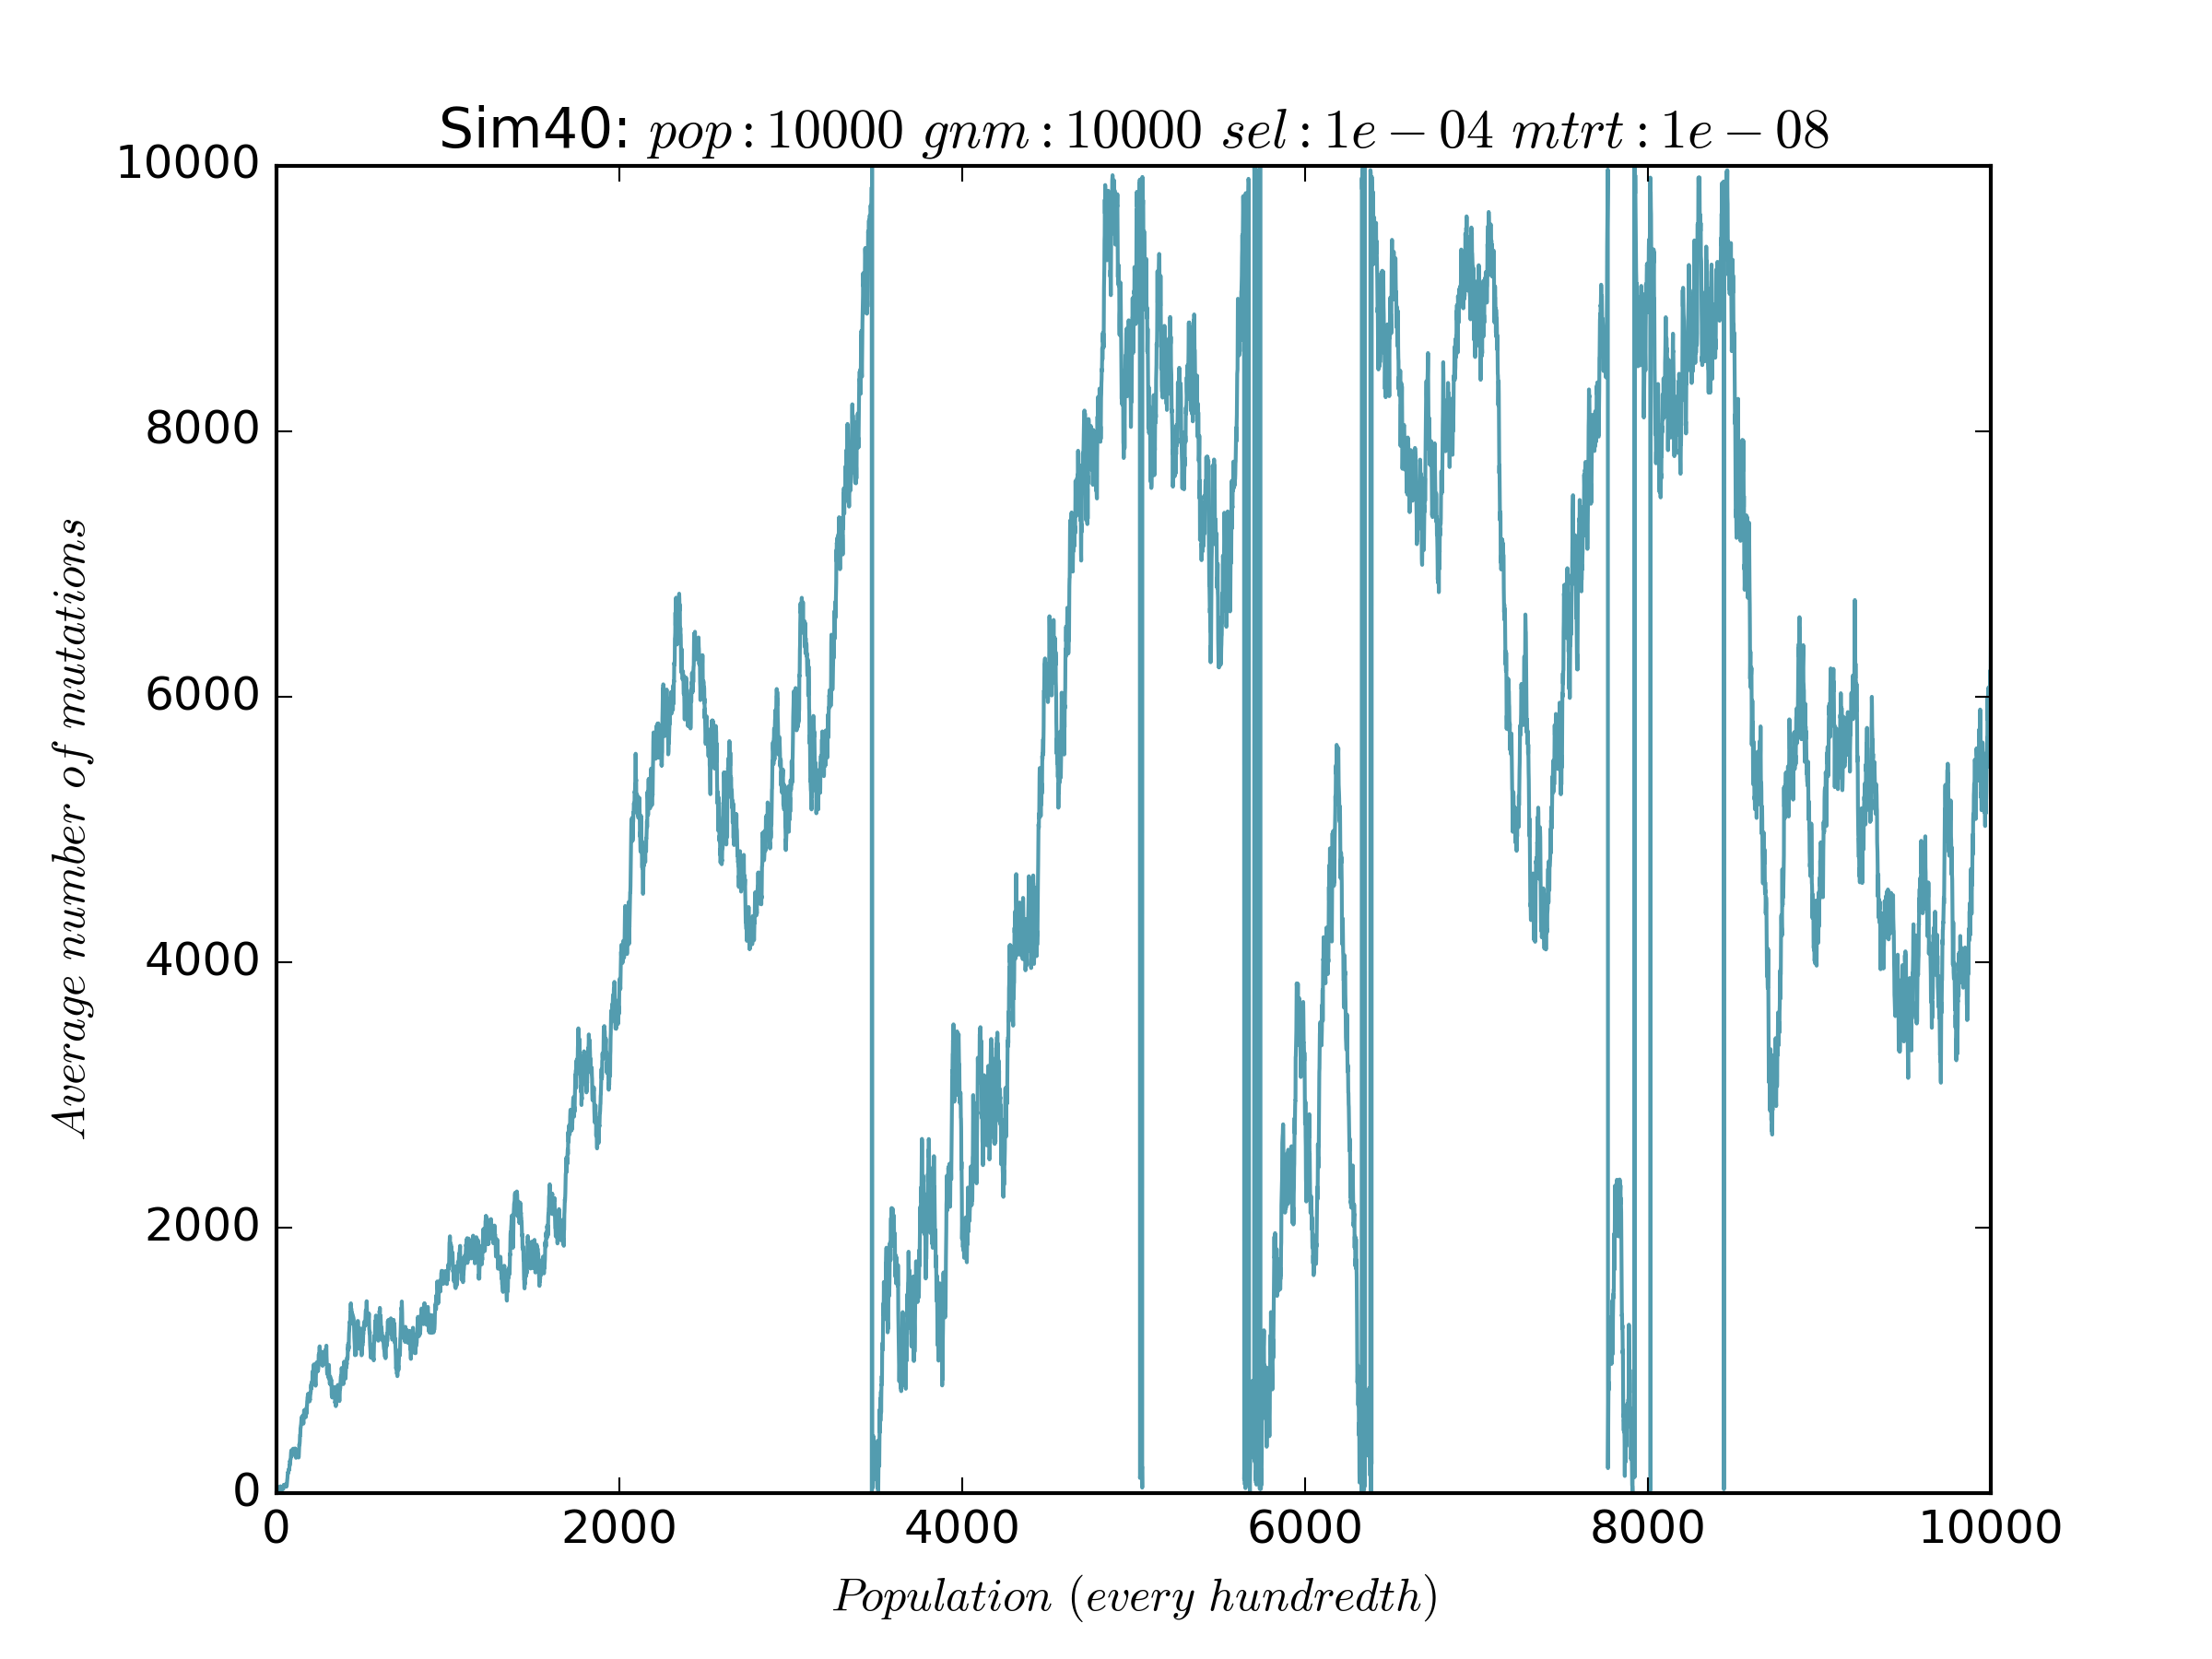 Sim40: pop : 10000 gnm : 10000 sel : 1e − 04 mtrt : 1e − 08
10000
8000
6000
4000
2000
0
Average number of mutations
0 2000 4000 6000 8000 10000
Population (every hundredth)